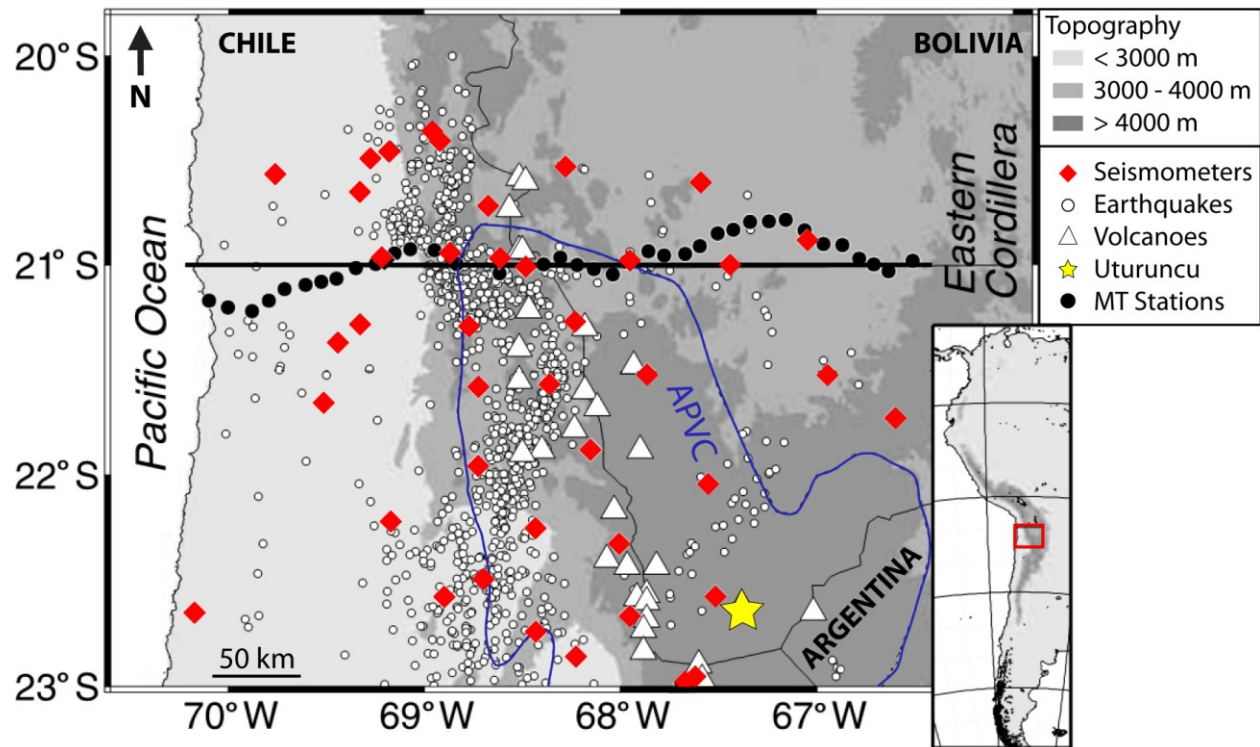 20°S
21°S
22°S
23°S
70°W
69°W
68°W
67°W
N
CHILE
BOLIVIA
Pacific Ocean
Eastern
Cordillera
APVC
ARGENTINA
50 km
Topography
< 3000 m
3000 - 4000 m
> 4000 m
Seismometers
Earthquakes
Volcanoes
Uturuncu
MT Stations